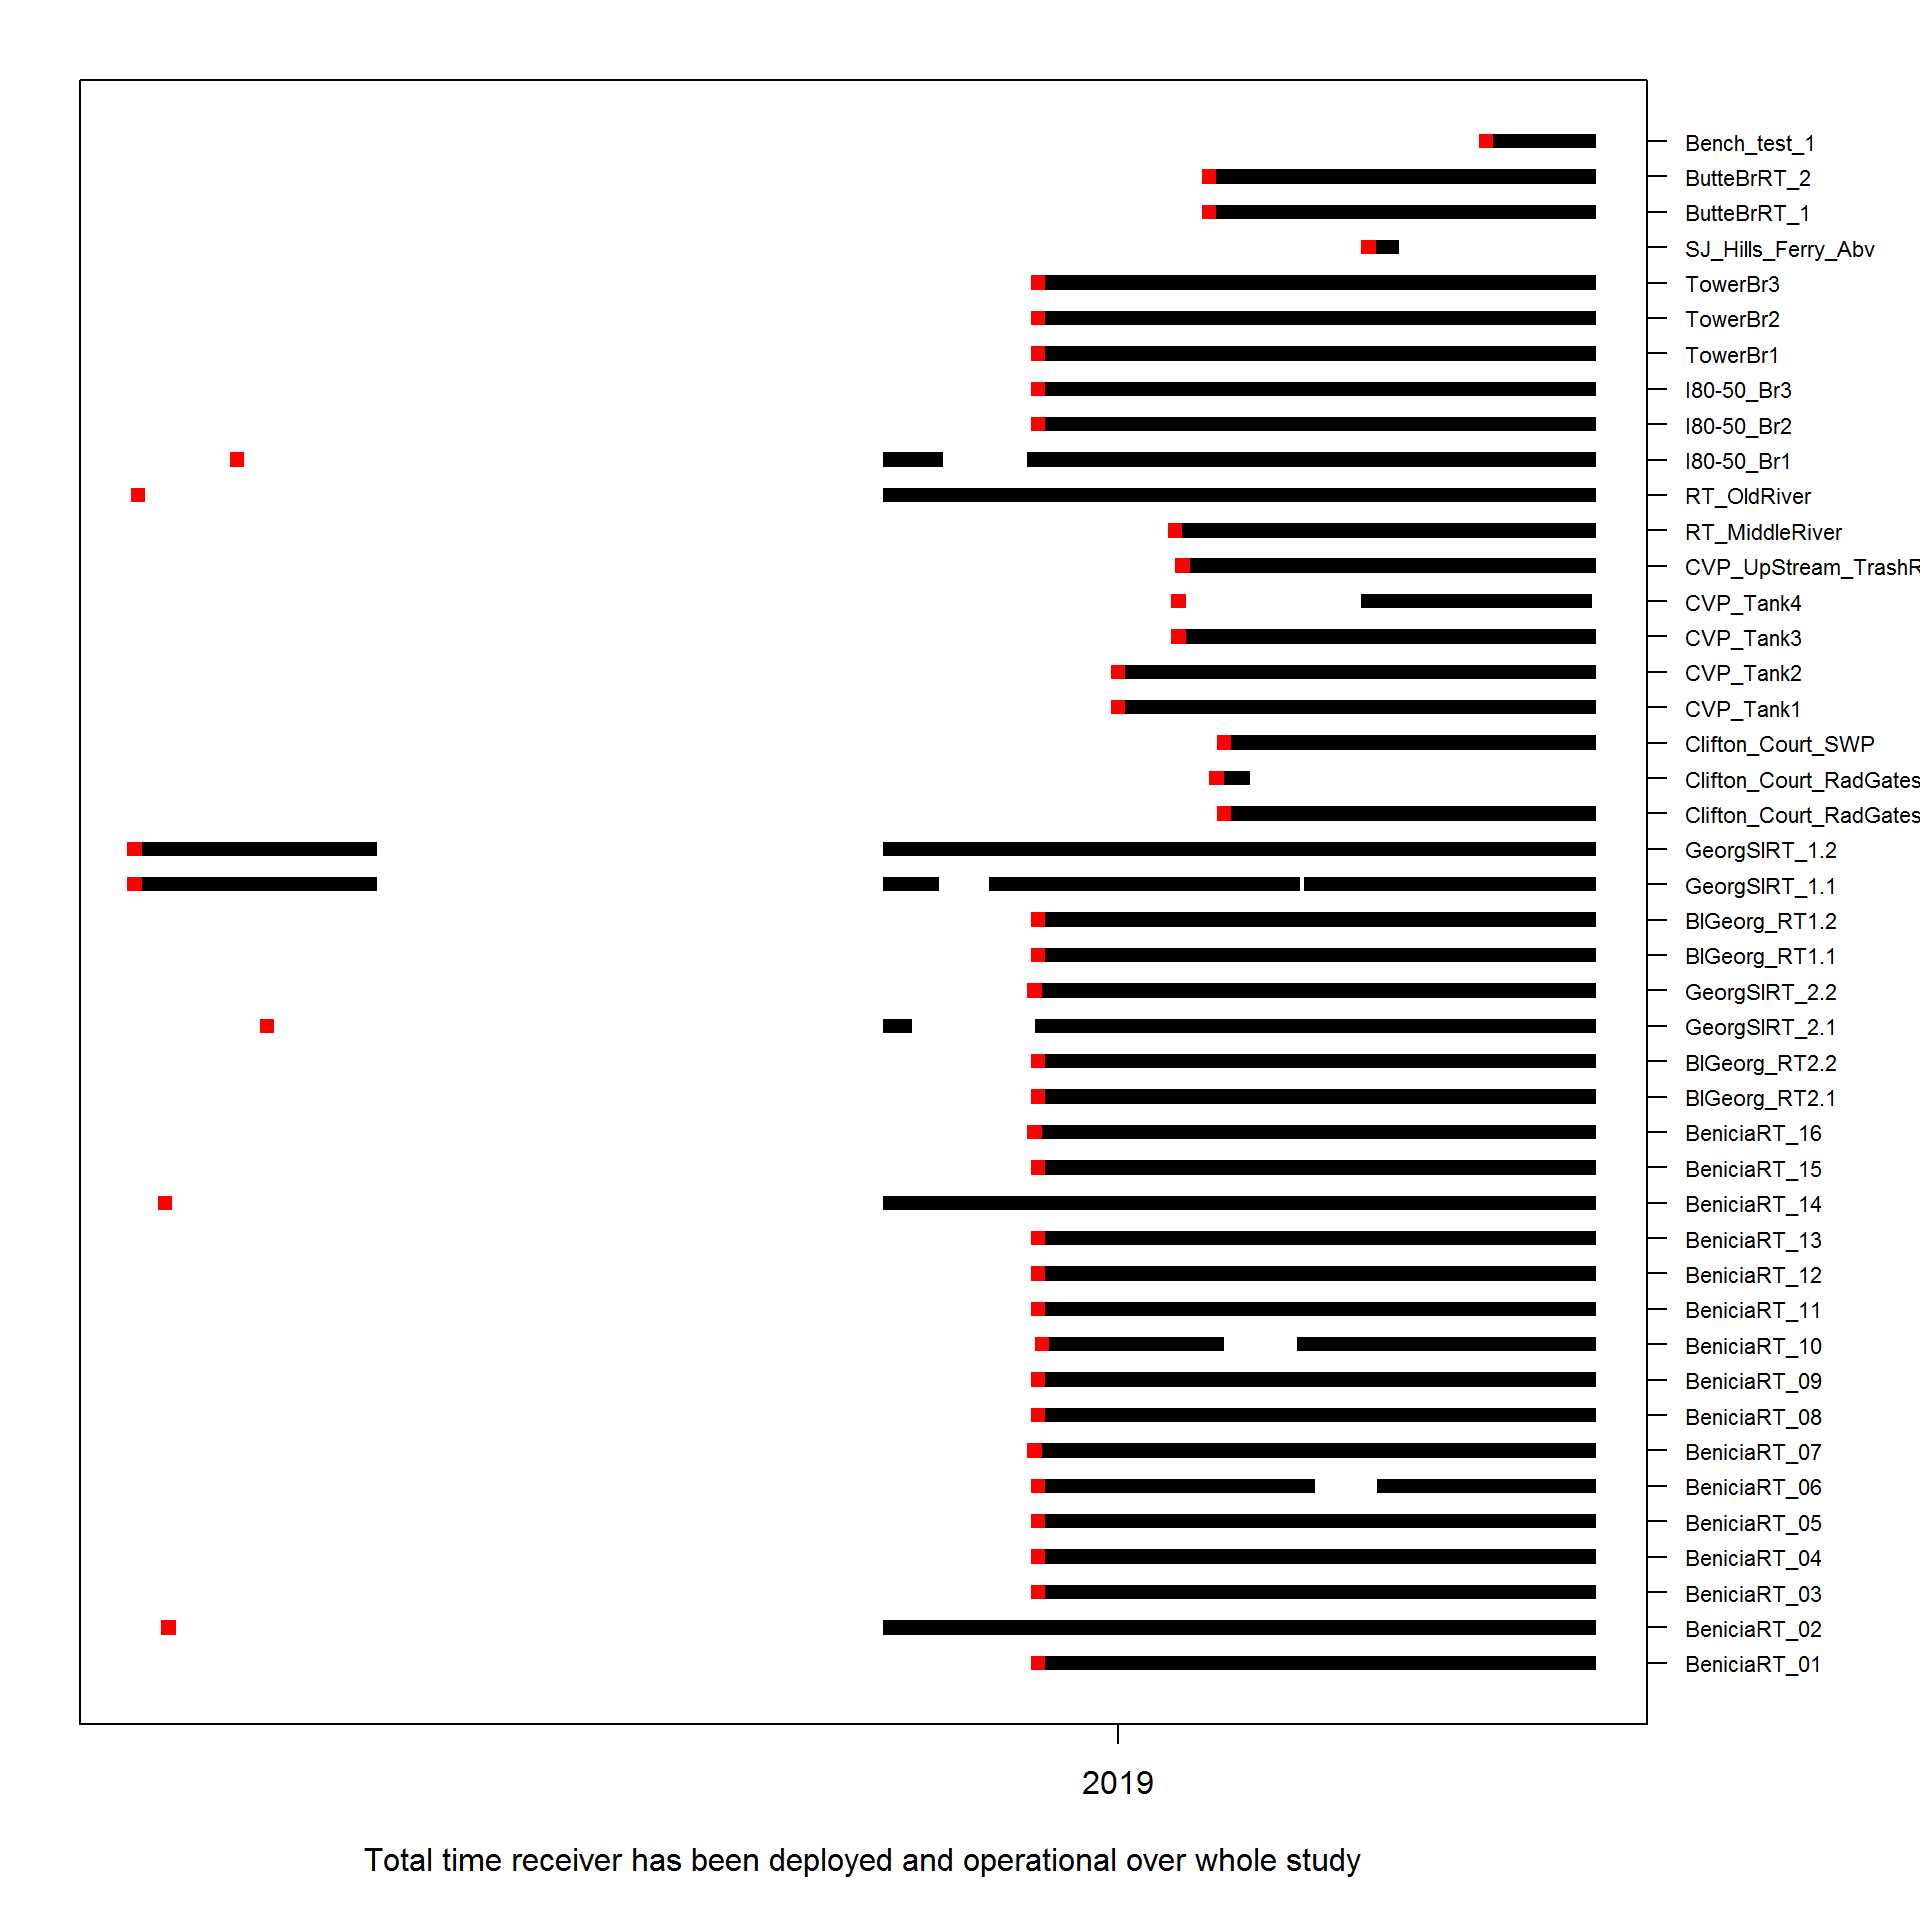 Bench_test_1
ButteBrRT_2
ButteBrRT_1
SJ_Hills_Ferry_Abv
TowerBr3
TowerBr2
TowerBr1
I80-50_Br3
I80-50_Br2
I80-50_Br1
RT_OldRiver
RT_MiddleRiver
CVP_UpStream_TrashR
CVP_Tank4
CVP_Tank3
CVP_Tank2
CVP_Tank1
Clifton_Court_SWP
Clifton_Court_RadGates
Clifton_Court_RadGates
GeorgSlRT_1.2
GeorgSlRT_1.1
BlGeorg_RT1.2
BlGeorg_RT1.1
GeorgSlRT_2.2
GeorgSlRT_2.1
BlGeorg_RT2.2
BlGeorg_RT2.1
BeniciaRT_16
BeniciaRT_15
BeniciaRT_14
BeniciaRT_13
BeniciaRT_12
BeniciaRT_11
BeniciaRT_10
BeniciaRT_09
BeniciaRT_08
BeniciaRT_07
BeniciaRT_06
BeniciaRT_05
BeniciaRT_04
BeniciaRT_03
BeniciaRT_02
BeniciaRT_01
2019
Total time receiver has been deployed and operational over whole study